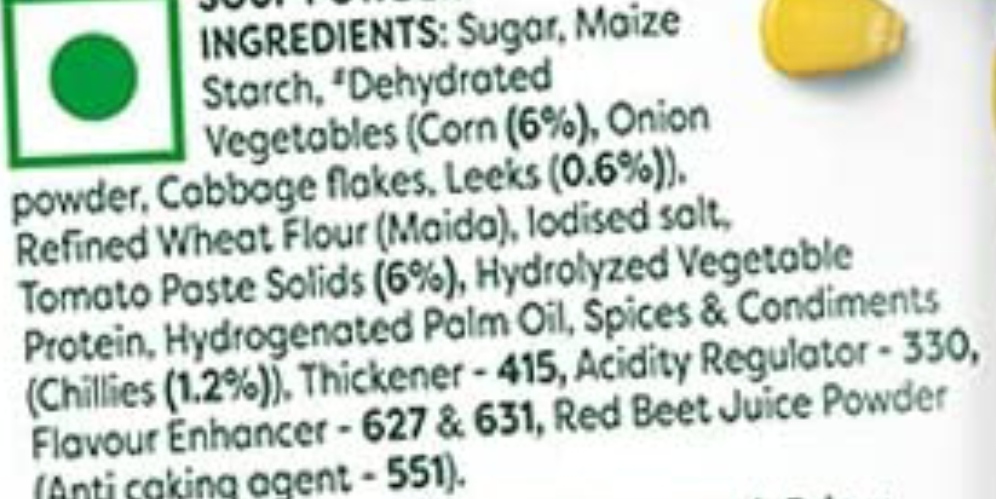 SOUP POWDER
INGREDIENTS: Sugar, Maize
Starch, #Dehydrated
Vegetables (Corn (6%), Onion
powder, Cabbage flakes, Leeks (0.6%)),
Refined Wheat Flour (Maida), Iodised salt,
Tomato Paste Solids (6%), Hydrolyzed Vegetable
Protein, Hydrogenated Palm Oil, Spices & Condiments
(Chillies (1.2%)), Thickener - 415, Acidity Regulator - 330,
Flavour Enhancer - 627 & 631, Red Beet Juice Powder
(Anti caking agent - 551).